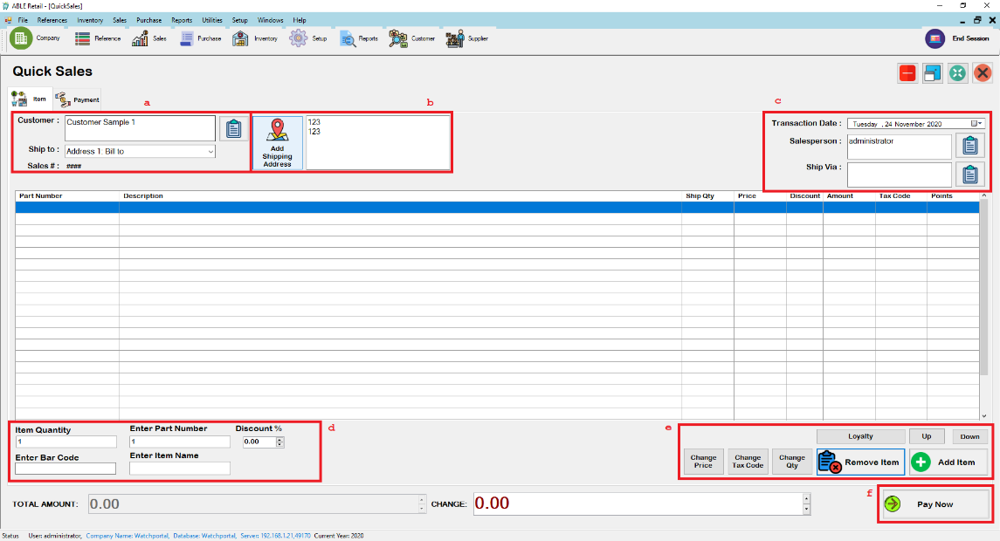 ABLE Retail - [QuickSales]
File References Inventory Sales Purchase Reports Utilities Setup Windows Help
Company Reference Sales Purchase Inventory Setup Reports Customer Supplier End Session
Quick Sales
Item Payment
a b c
Customer : Customer Sample 1
Ship to : Address 1: Bill to
Sales # : ####
Add
Shipping
Address
123
123
Transaction Date : Tuesday , 24 November 2020
Salesperson : administrator
Ship Via :
Part Number Description Ship Qty Price Discount Amount Tax Code Points
Item Quantity Enter Part Number Discount % d
1 1 0.00
Enter Bar Code Enter Item Name
e
Loyalty Up Down
Change
Price
Change
Tax Code
Change
Qty
Remove Item Add Item
TOTAL AMOUNT: 0.00 CHANGE: 0.00 f Pay Now
Status User: administrator, Company Name: Watchportal, Database: Watchportal, Server: 192.168.1.21,49170 Current Year: 2020